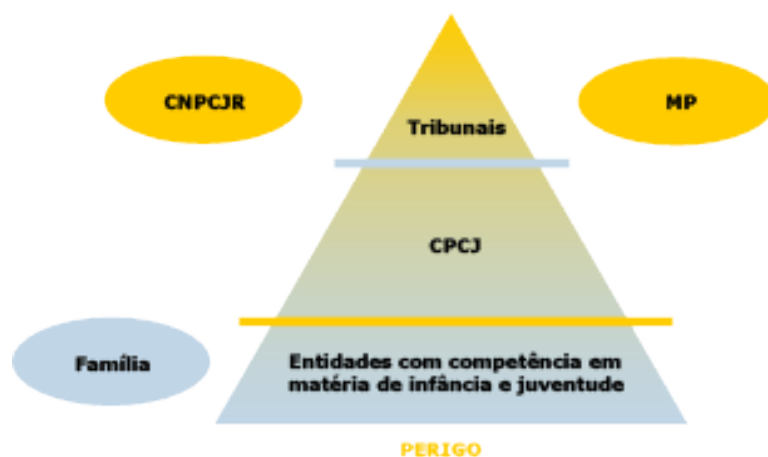 CNPCJR
MP
Tribunais
CPCJ
Família
Entidades com competência em
matéria de infância e juventude
PERIGO